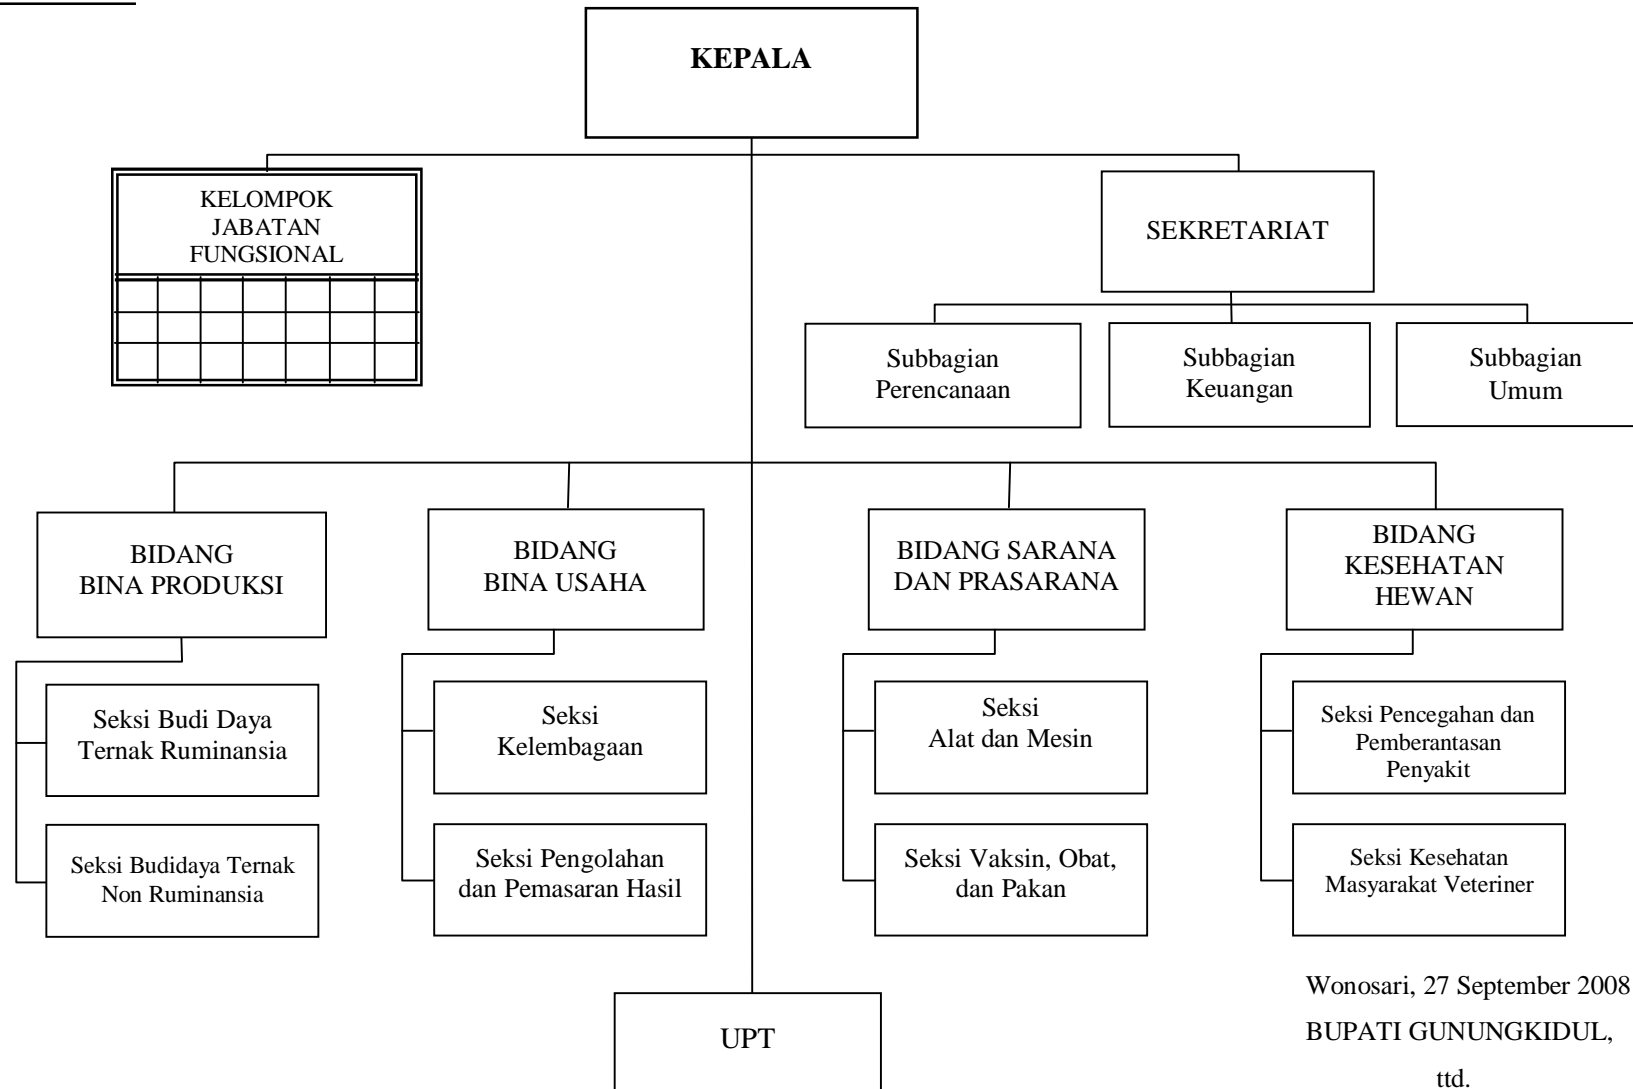 KEPALA
KELOMPOK
JABATAN
FUNGSIONAL
SEKRETARIAT
Subbagian
Perencanaan
Subbagian
Keuangan
Subbagian
Umum
BIDANG
BINA PRODUKSI
BIDANG
BINA USAHA
BIDANG SARANA
DAN PRASARANA
BIDANG
KESEHATAN
HEWAN
Seksi Budi Daya
Ternak Ruminansia
Seksi
Kelembagaan
Seksi
Alat dan Mesin
Seksi Pencegahan dan
Pemberantasan
Penyakit
Seksi Budidaya Ternak
Non Ruminansia
Seksi Pengolahan
dan Pemasaran Hasil
Seksi Vaksin, Obat,
dan Pakan
Seksi Kesehatan
Masyarakat Veteriner
UPT
Wonosari, 27 September 2008
BUPATI GUNUNGKIDUL,
ttd.